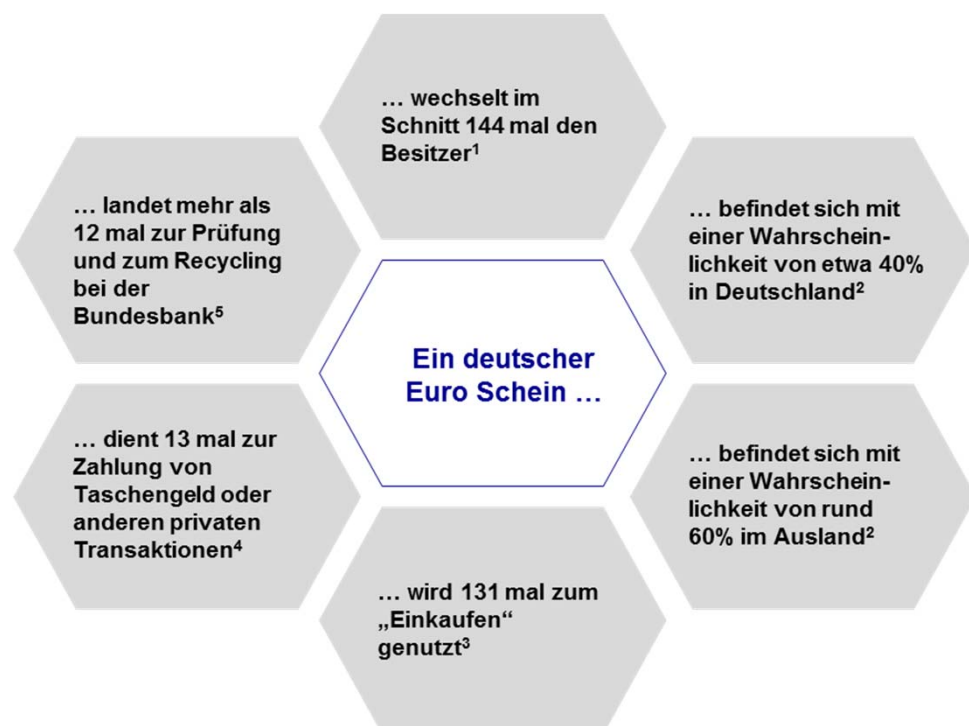 … wechselt im
Schnitt 144 mal den
Besitzer¹
… befindet sich mit
einer Wahrschein-
lichkeit von etwa 40%
in Deutschland²
… befindet sich mit
einer Wahrschein-
lichkeit von rund
60% im Ausland²
… wird 131 mal zum
„Einkaufen“
genutzt³
… dient 13 mal zur
Zahlung von
Taschengeld oder
anderen privaten
Transaktionen⁴
… landet mehr als
12 mal zur Prüfung
und zum Recycling
bei der
Bundesbank⁵
Ein deutscher
Euro Schein …